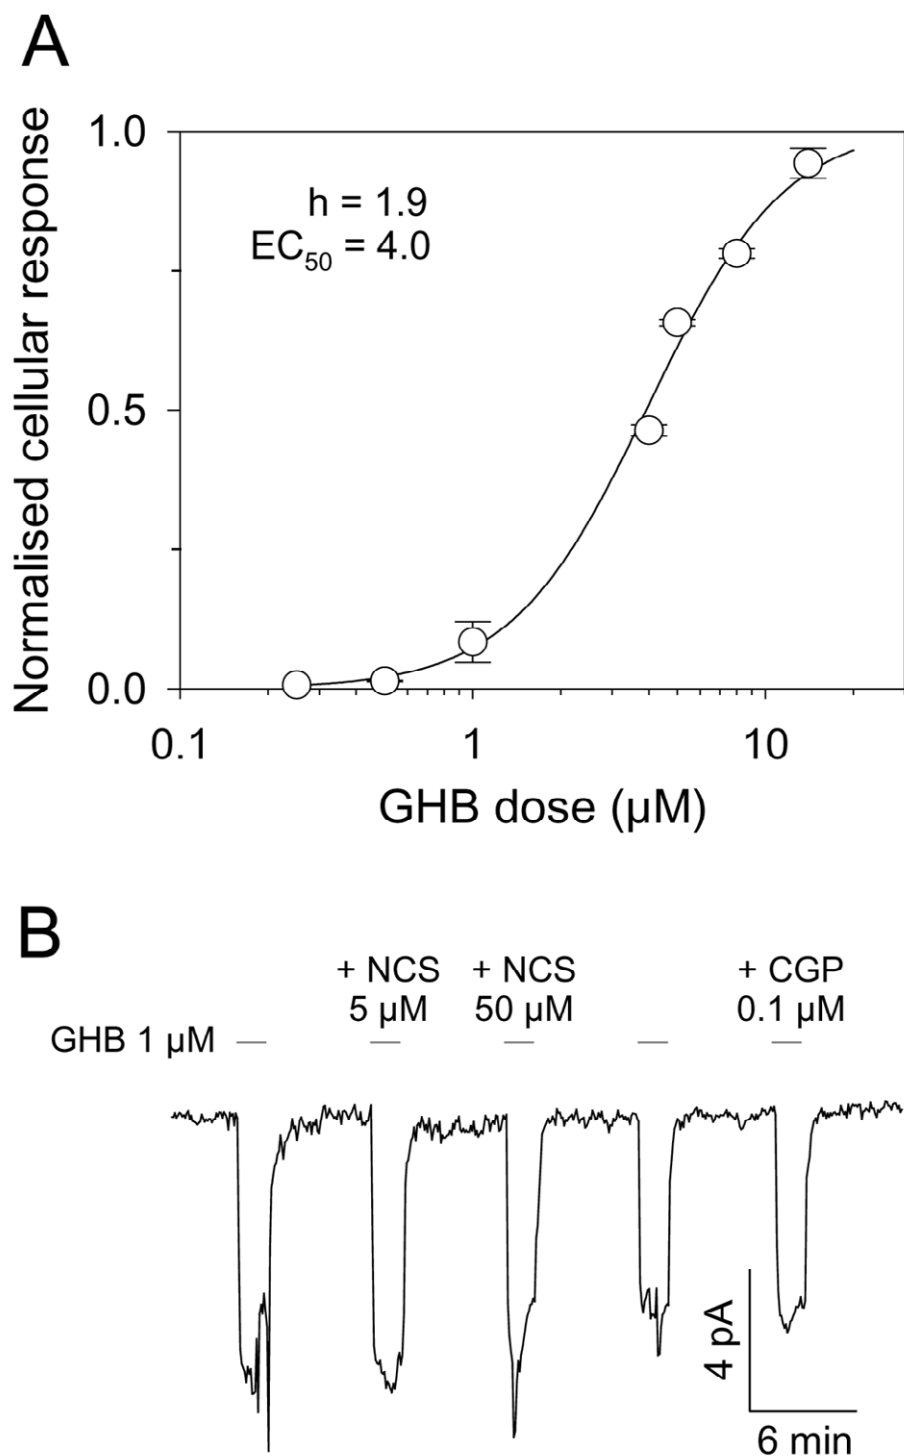 A
Normalised cellular response
1.0
0.5
0.0
h = 1.9
EC₅₀ = 4.0
0.1 1 10
GHB dose (µM)
B
+ NCS + NCS + CGP
5 µM 50 µM 0.1 µM
GHB 1 µM
4 pA
6 min